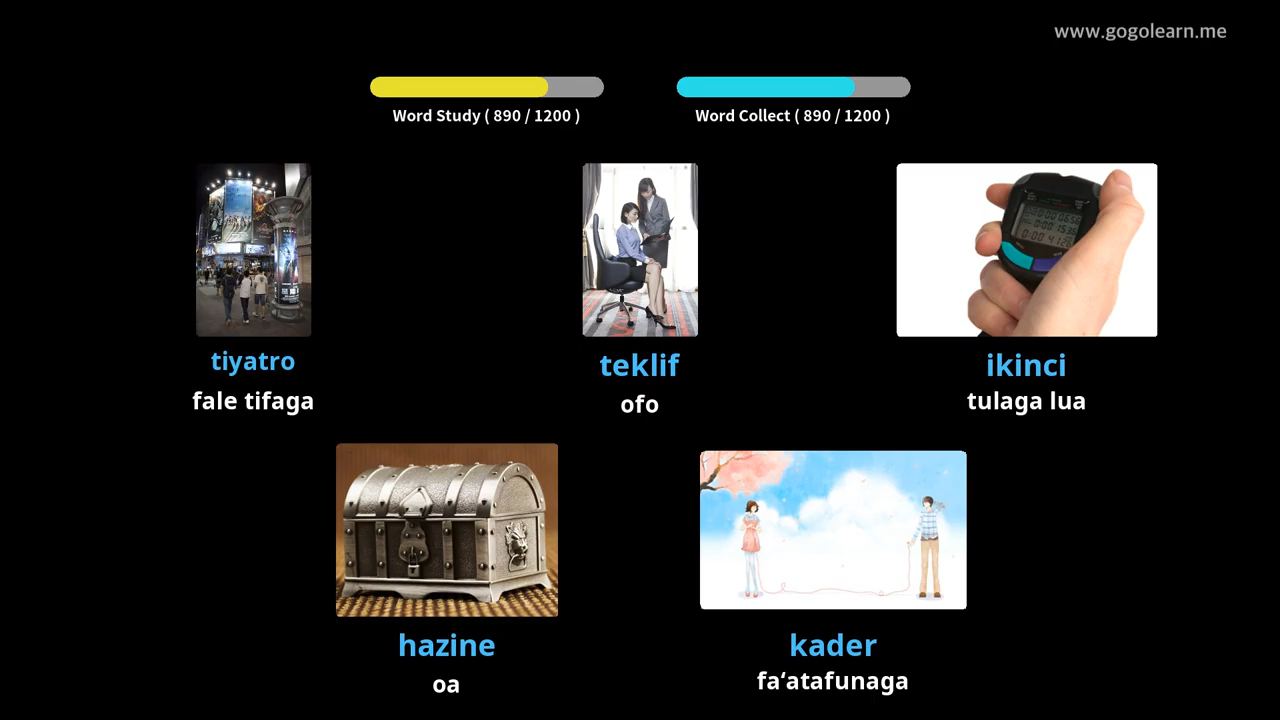 www.gogolearn.me
Word Study ( 890 / 1200 )
Word Collect ( 890 / 1200 )
tiyatro
fale tifaga
teklif
ofo
ikinci
tulaga lua
hazine
oa
kader
fa‘atafunaga